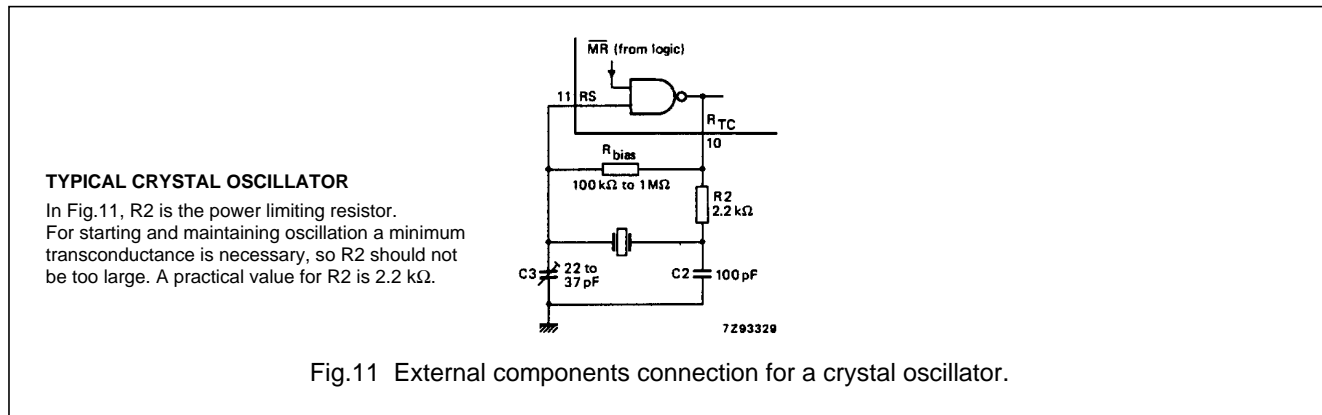 TYPICAL CRYSTAL OSCILLATOR
In Fig.11, R2 is the power limiting resistor.
For starting and maintaining oscillation a minimum
transconductance is necessary, so R2 should not
be too large. A practical value for R2 is 2.2 kΩ.
MR (from logic)
11 RS
RTC
10
Rbias
100 kΩ to 1MΩ
R2
2.2 kΩ
C3 22 to
37 pF
C2 100 pF
7Z93329
Fig.11 External components connection for a crystal oscillator.